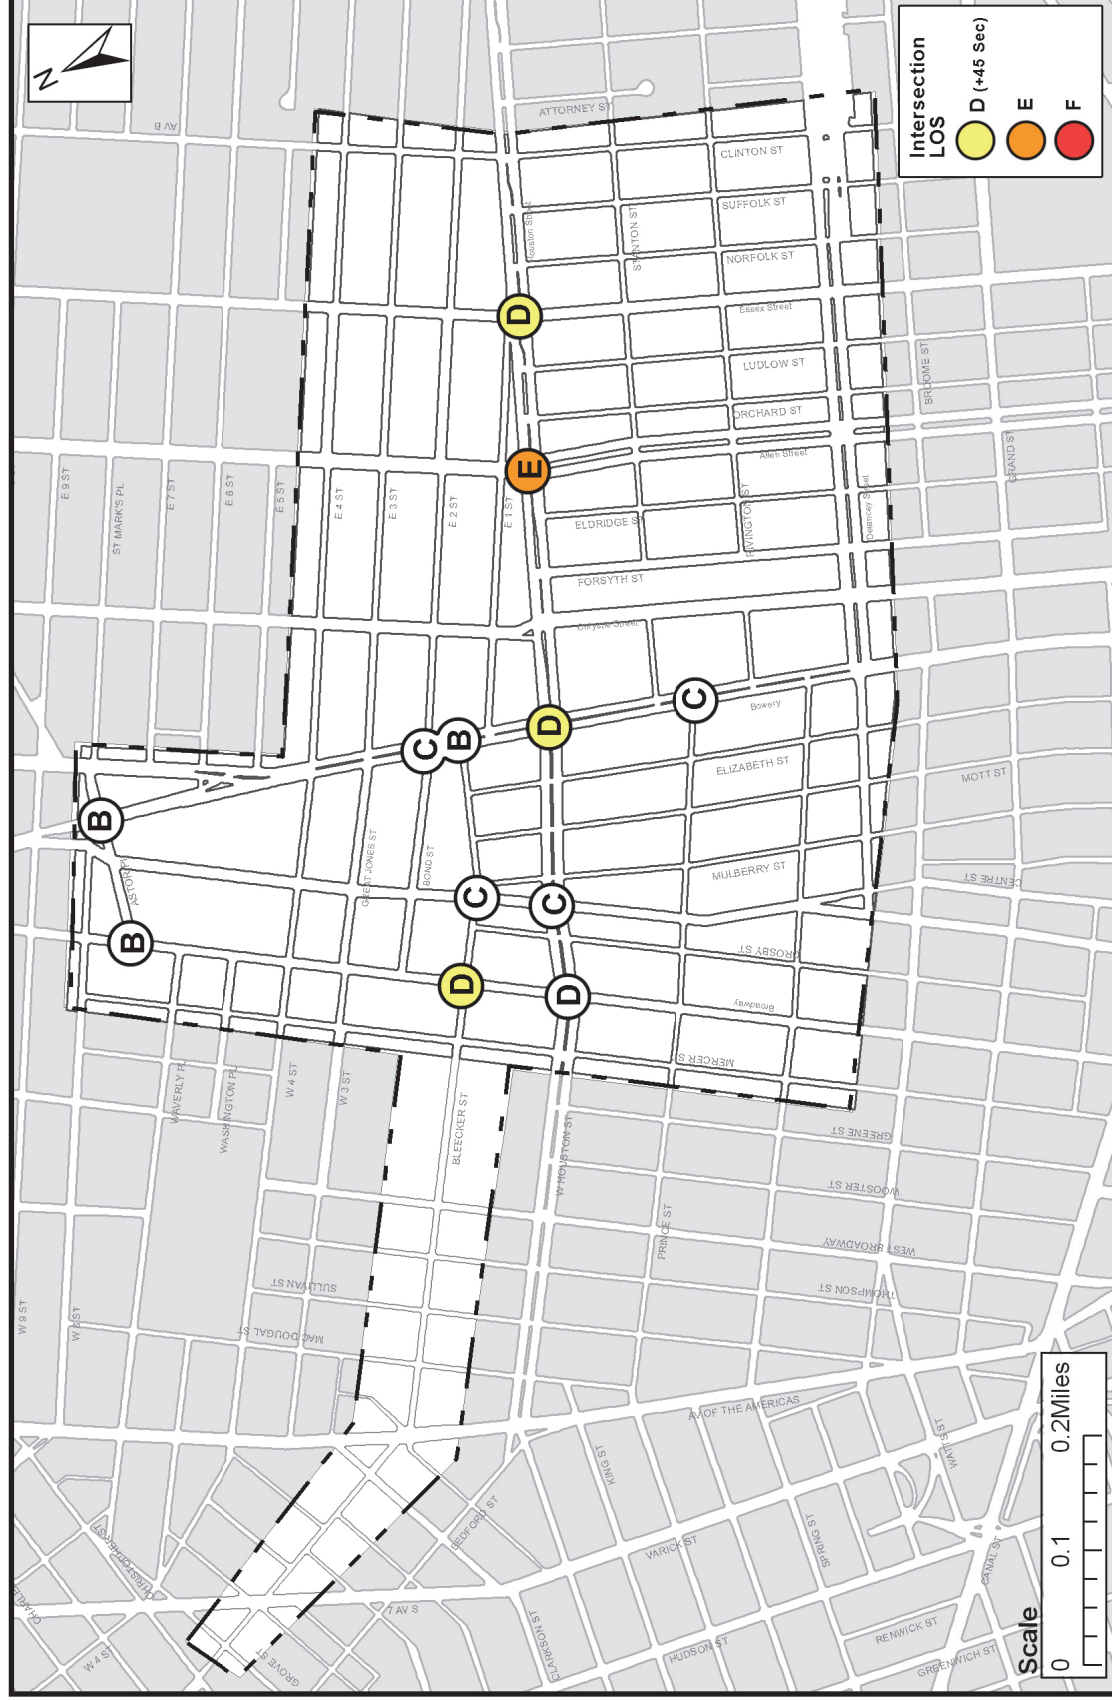 N
AV B
ATTORNEY ST
Intersection
LOS
D (+45 Sec)
E
F
CLINTON ST
SUFFOLK ST
Houston Street
STANTON ST
NORFOLK ST
Essex Street
D
LUDLOW ST
BROOME ST
ORCHARD ST
GRAND ST
Allen Street
E
E 9 ST
ST MARK'S PL
E 7 ST
E 6 ST
E 5 ST
E 4 ST
E 3 ST
E 2 ST
E 1 ST
ELDRIDGE ST
RIVINGTON ST
Delancey Street
FORSYTH ST
Chrystie Street
C
Bowery
D
B
C
ELIZABETH ST
MOTT ST
B
ASTOR PL
GREAT JONES ST
BOND ST
MULBERRY ST
CENTRE ST
C
C
B
CROSBY ST
D
D
Broadway
MERCER ST
WAVERLY PL
WASHINGTON PL
W 4 ST
W 3 ST
BLEECKER ST
W HOUSTON ST
GREENE ST
WOOSTER ST
PRINCE ST
WEST BROADWAY
SULLIVAN ST
THOMPSON ST
W 9 ST
W 8 ST
MAC DOUGAL ST
AV OF THE AMERICAS
KING ST
WATTS ST
BEDFORD ST
VARICK ST
SPRING ST
CANAL ST
CHRISTOPHER ST
7 AV S
CLARKSON ST
HUDSON ST
RENWICK ST
GREENWICH ST
W 4 ST
GROVE ST
Scale
0
0.1
0.2Miles